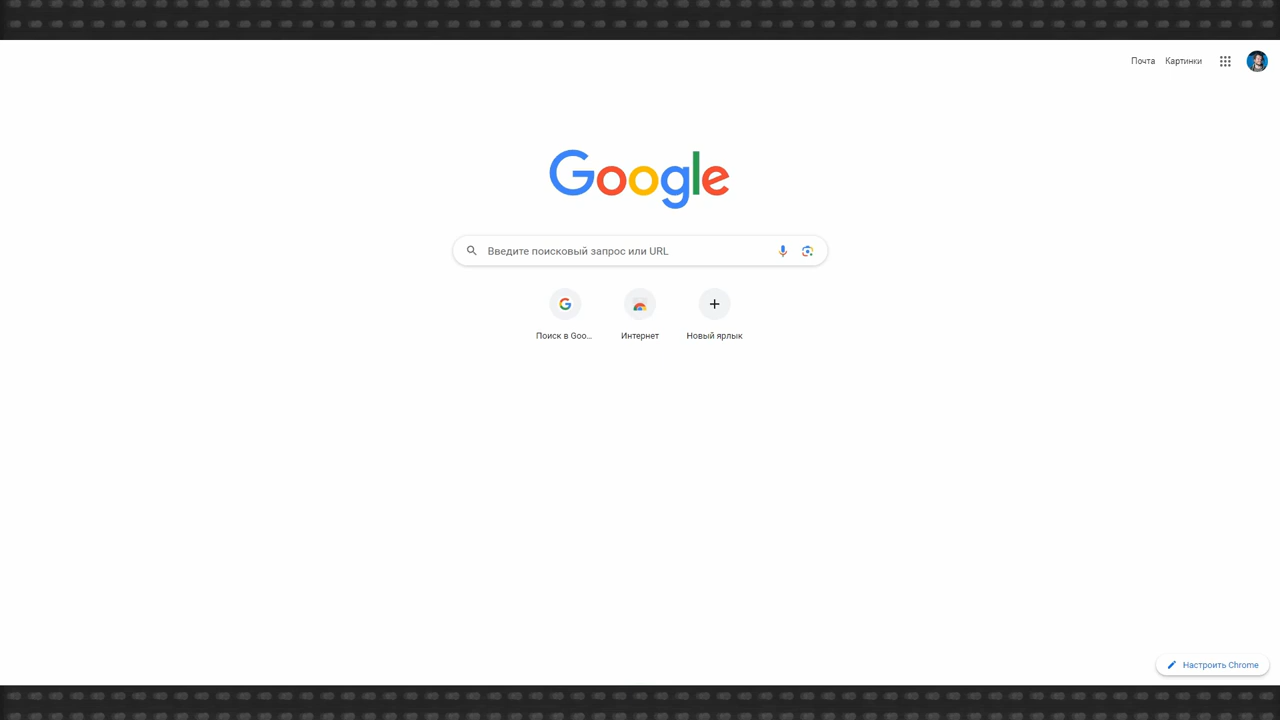 Почта Картинки
Google
Введите поисковый запрос или URL
Поиск в Goo... Интернет Новый ярлык
Настроить Chrome